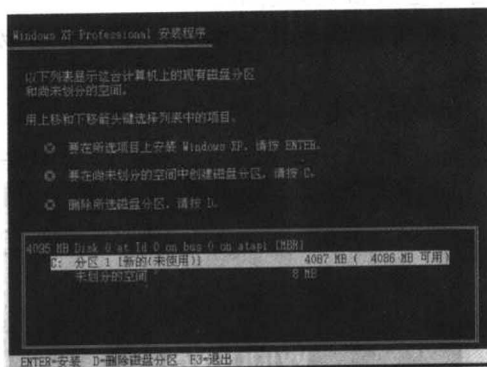 Windows XP Professional 安装程序
以下列表显示这台计算机上的现有磁盘分区
和尚未划分的空间。
用上移和下移箭头键选择列表中的项目。
要在所选项目上安装 Windows XP，请按 ENTER。
要在尚未划分的空间中创建磁盘分区，请按 C。
删除所选磁盘分区，请按 D。
4095 MB Disk 0 at Id 0 on bus 0 on atapi [MBR]
C: 分区 1 [新的(未使用)] 4087 MB ( 4086 MB 可用)
未划分的空间 8 MB
ENTER=安装 D=删除磁盘分区 F3=退出